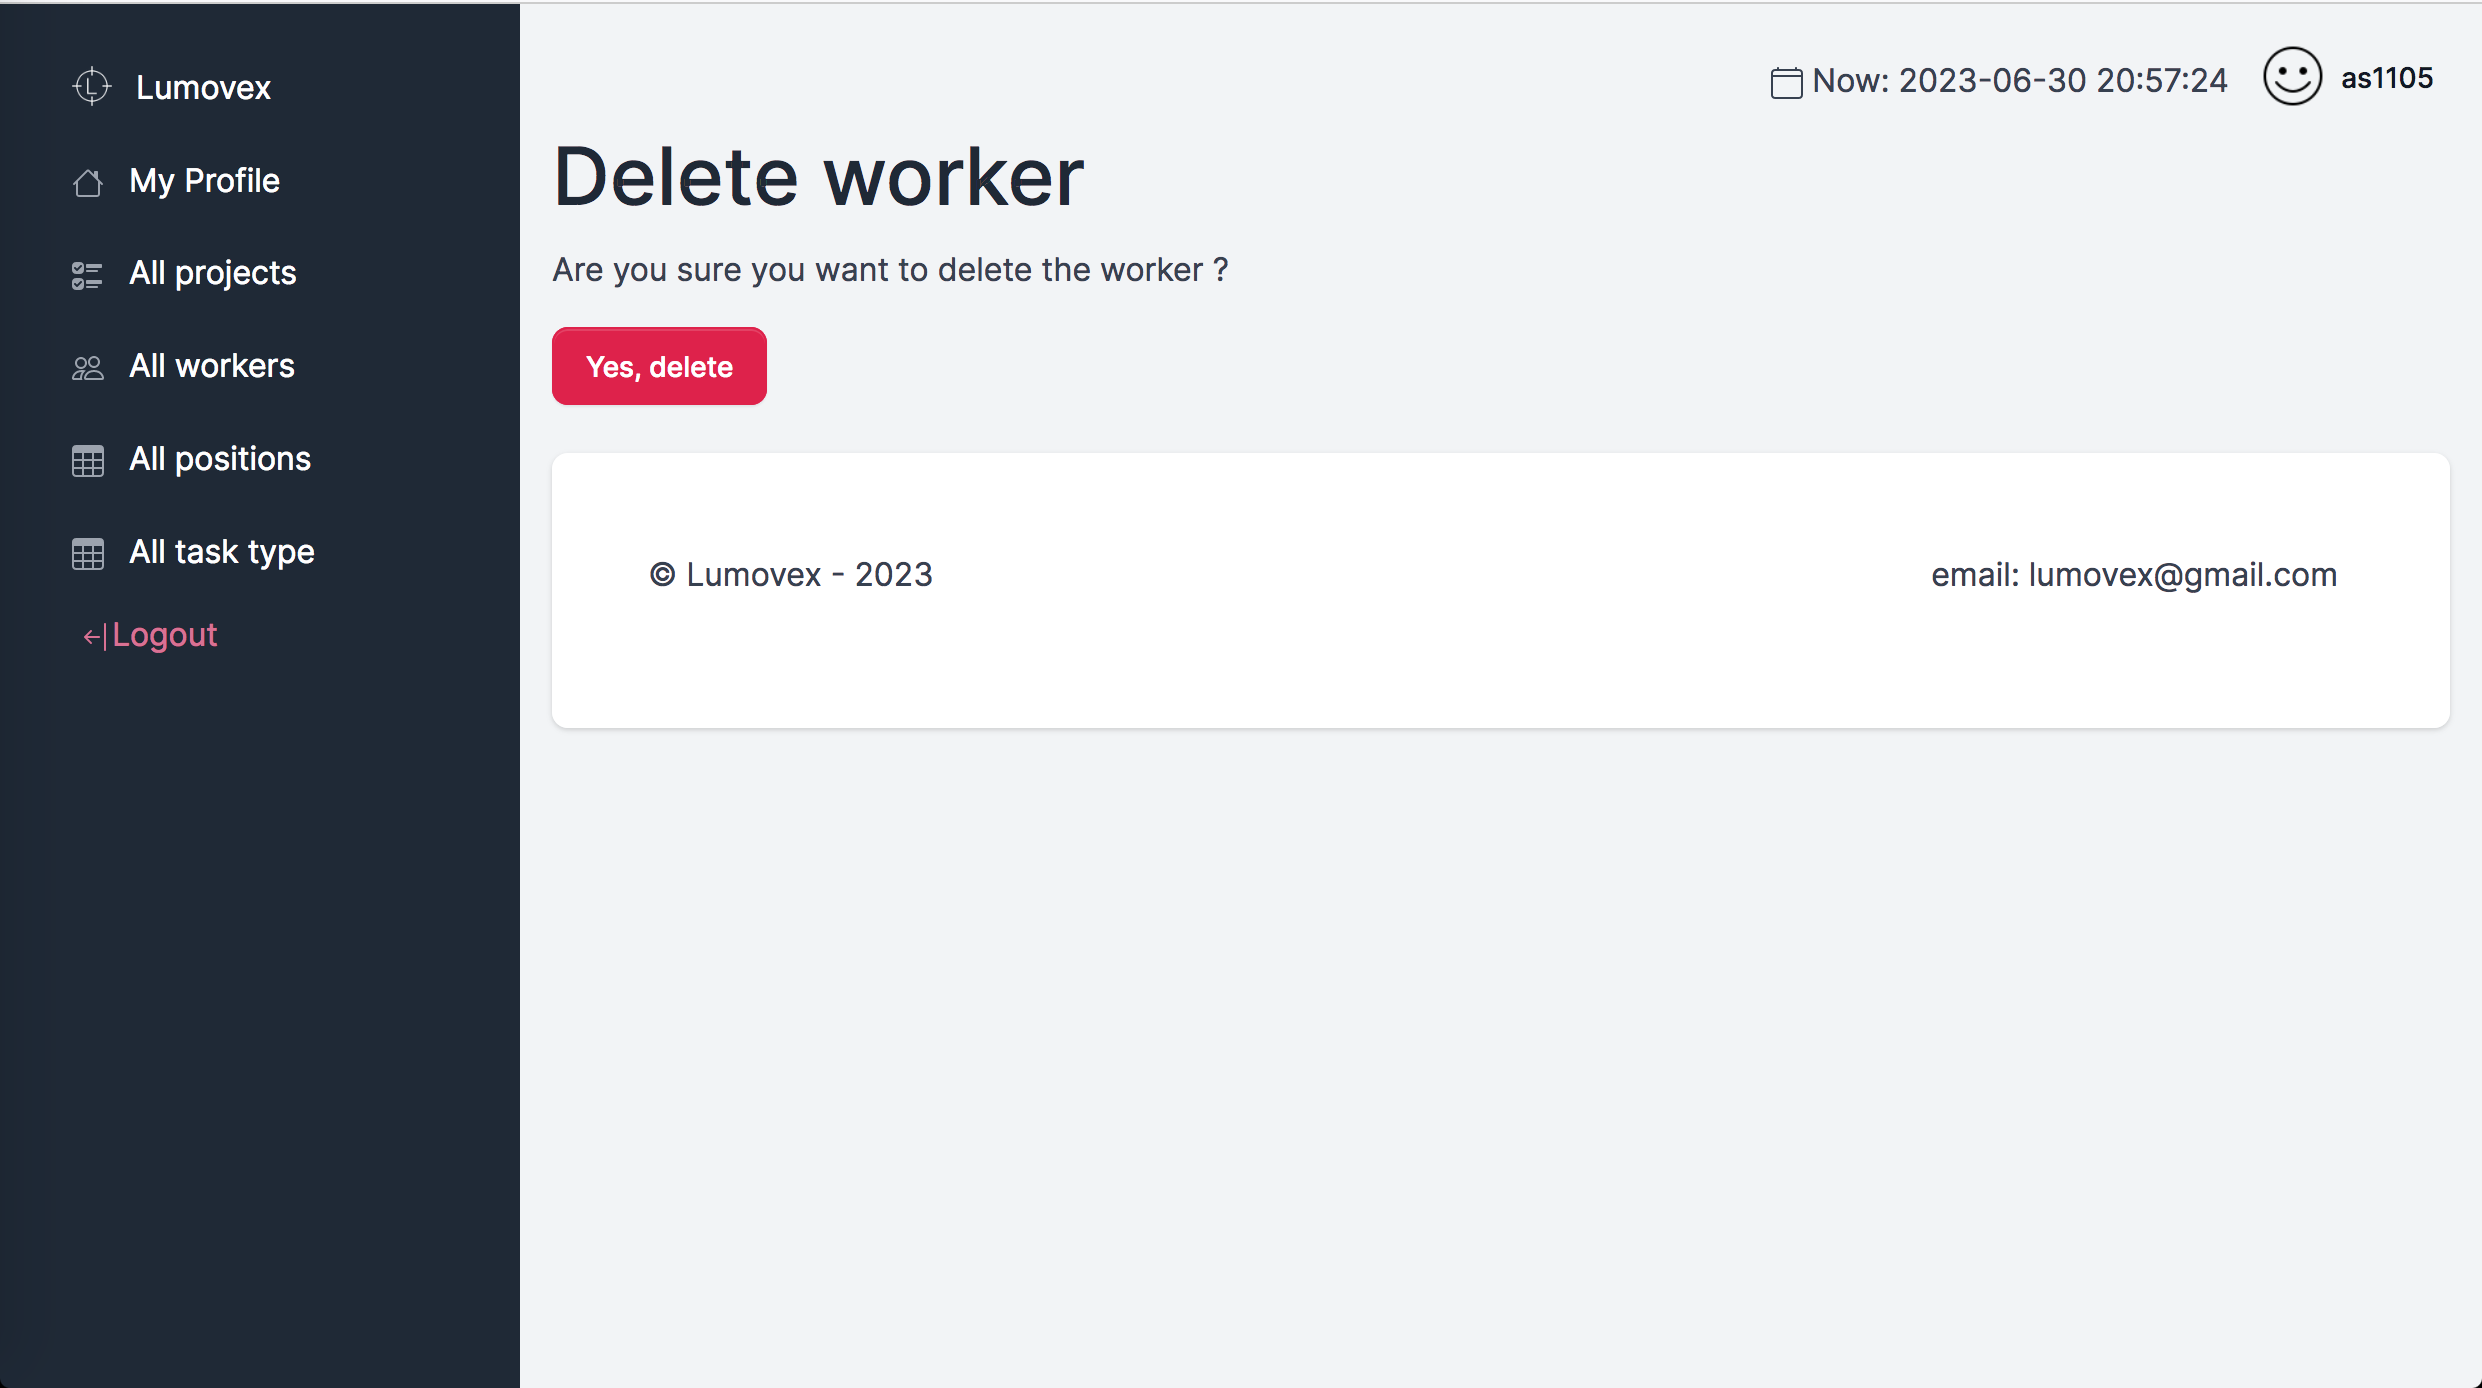 Lumovex
My Profile
All projects
All workers
All positions
All task type
Logout
Now: 2023-06-30 20:57:24
as1105
Delete worker
Are you sure you want to delete the worker ?
Yes, delete
© Lumovex - 2023
email: lumovex@gmail.com